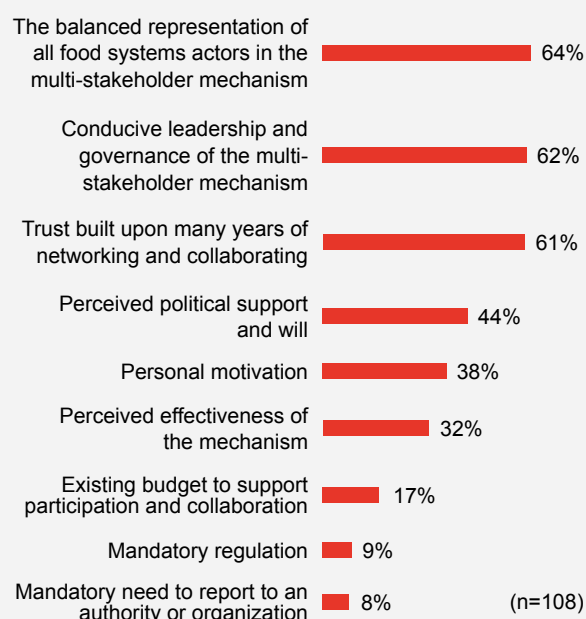 The balanced representation of
all food systems actors in the
multi-stakeholder mechanism
64%
Conducive leadership and
governance of the multi-
stakeholder mechanism
62%
Trust built upon many years of
networking and collaborating
61%
Perceived political support
and will
44%
Personal motivation
38%
Perceived effectiveness of
the mechanism
32%
Existing budget to support
participation and collaboration
17%
Mandatory regulation
9%
Mandatory need to report to an
authority or organization
8%
(n=108)